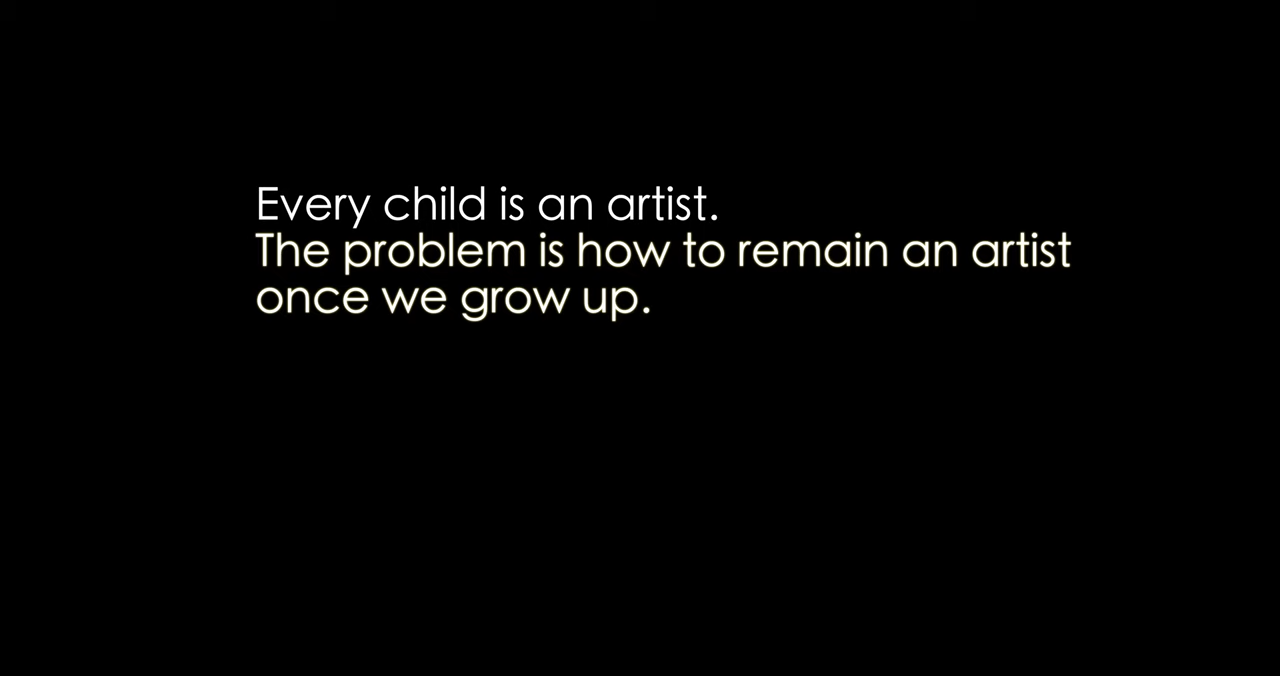 Every child is an artist.
The problem is how to remain an artist
once we grow up.